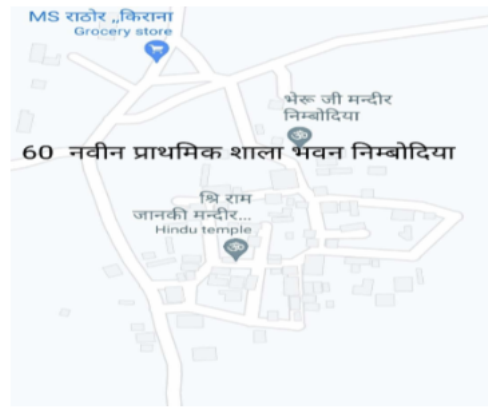 MS राठोर ,,किराना
Grocery store
भेरू जी मन्दीर
निम्बोदिया
60 नवीन प्राथमिक शाला भवन निम्बोदिया
श्रि राम
जानकी मन्दीर...
Hindu temple